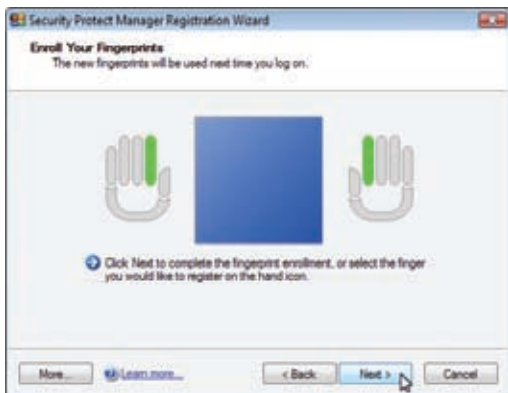 Security Protect Manager Registration Wizard
Enroll Your Fingerprints
The new fingerprints will be used next time you log on.
Click Next to complete the fingerprint enrollment, or select the finger
you would like to register on the hand icon.
More...
Learn more...
< Back
Next >
Cancel